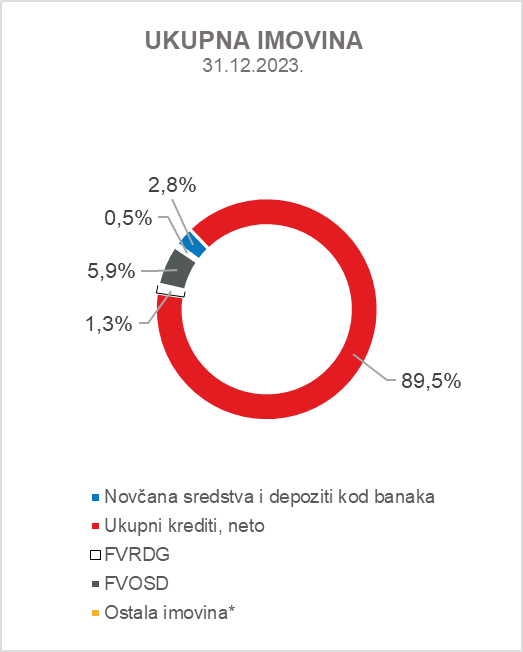 UKUPNA IMOVINA
31.12.2023.
2,8%
0,5%
5,9%
1,3%
89,5%
Novčana sredstva i depoziti kod banaka
Ukupni krediti, neto
FVRDG
FVOSD
Ostala imovina*